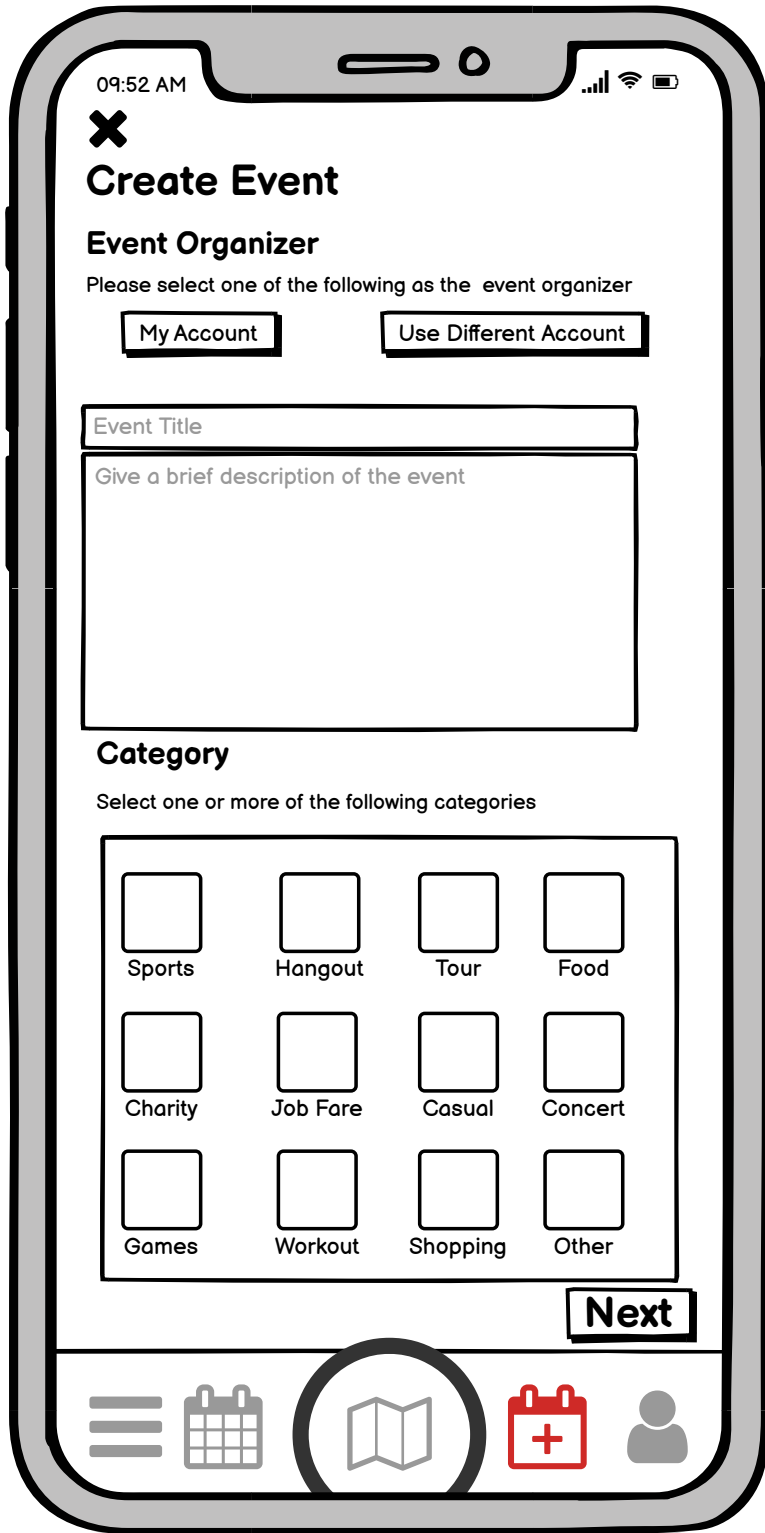 09:52 AM
Create Event
Event Organizer
Please select one of the following as the event organizer
My Account
Use Different Account
Event Title
Give a brief description of the event
Category
Select one or more of the following categories
Sports Hangout Tour Food
Charity Job Fare Casual Concert
Games Workout Shopping Other
Next